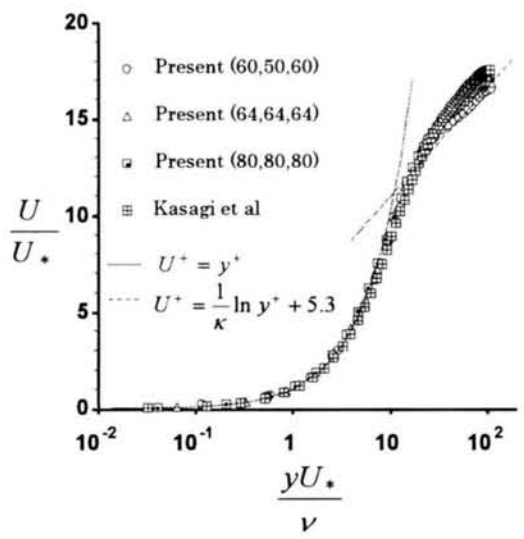 20
15
10
5
0
U
U*
Present (60,50,60)
Present (64,64,64)
Present (80,80,80)
Kasagi et al
U⁺ = y⁺
U⁺ = 1/κ ln y⁺ + 5.3
10⁻² 10⁻¹ 1 10 10²
yU*
ν